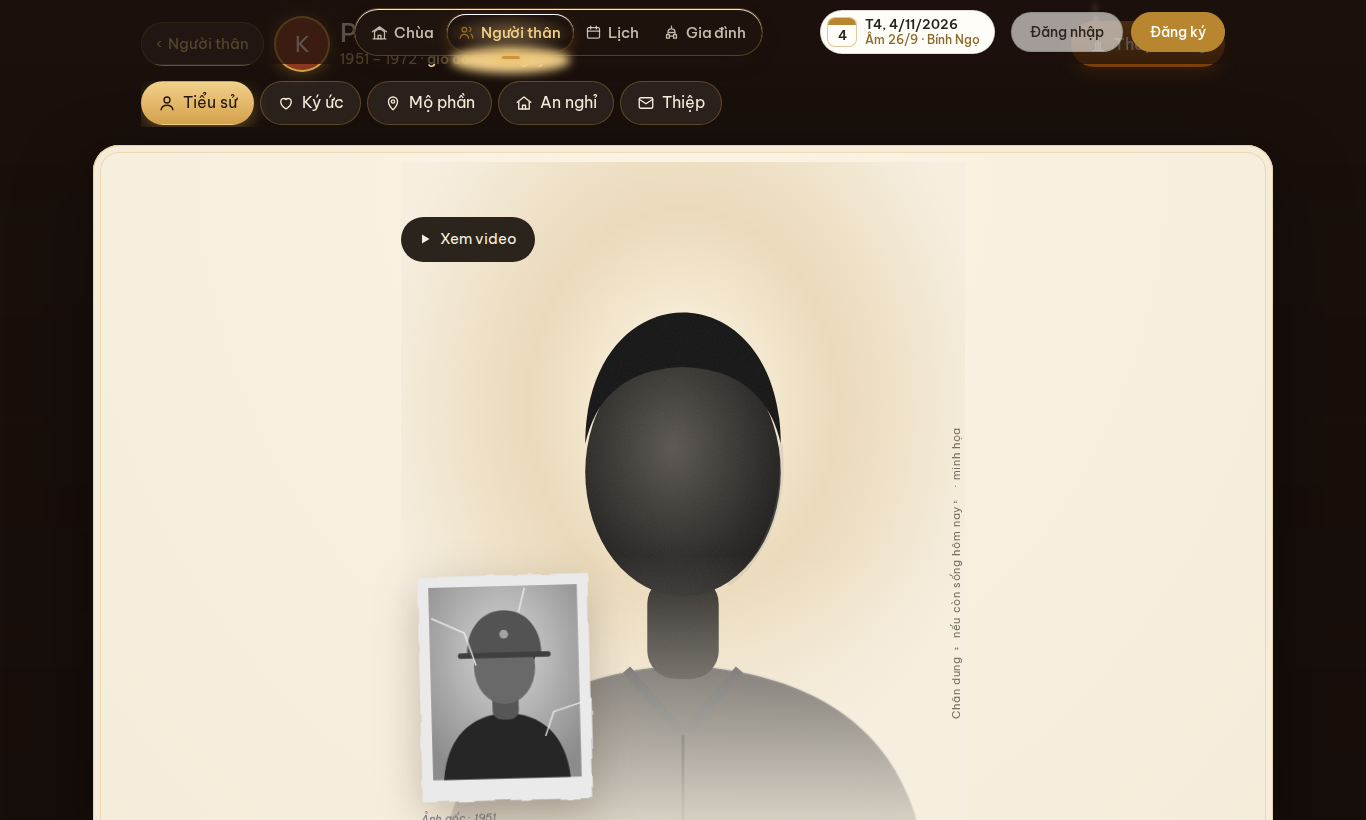 Chùa
Người thân
Lịch
Gia đình
T4, 4/11/2026
4
Âm 26/9 · Bính Ngọ
Đăng nhập
Đăng ký
‹ Người thân
K
1951 – 1972 ·
Tiểu sử
Ký ức
Mộ phần
An nghỉ
Thiệp
Xem video
Chân dung " nếu còn sống hôm nay " · minh họa
Ảnh gốc · 1951